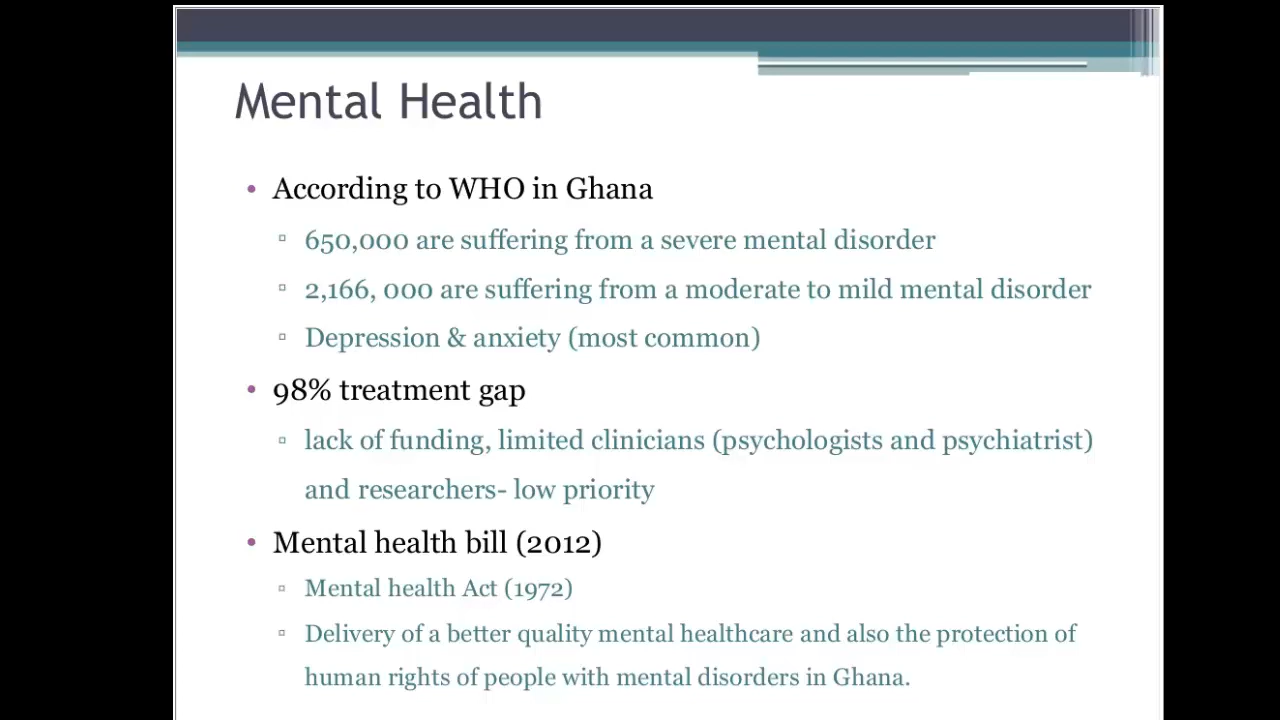 Mental Health
• According to WHO in Ghana
▫ 650,000 are suffering from a severe mental disorder
▫ 2,166, 000 are suffering from a moderate to mild mental disorder
▫ Depression & anxiety (most common)
• 98% treatment gap
▫ lack of funding, limited clinicians (psychologists and psychiatrist)
and researchers- low priority
• Mental health bill (2012)
▫ Mental health Act (1972)
▫ Delivery of a better quality mental healthcare and also the protection of
human rights of people with mental disorders in Ghana.